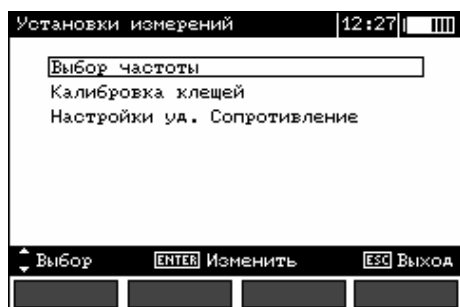 Установки измерений 12:27
Выбор частоты
Калибровка клещей
Настройки уд. Сопротивление
Выбор ENTER Изменить ESC Выход